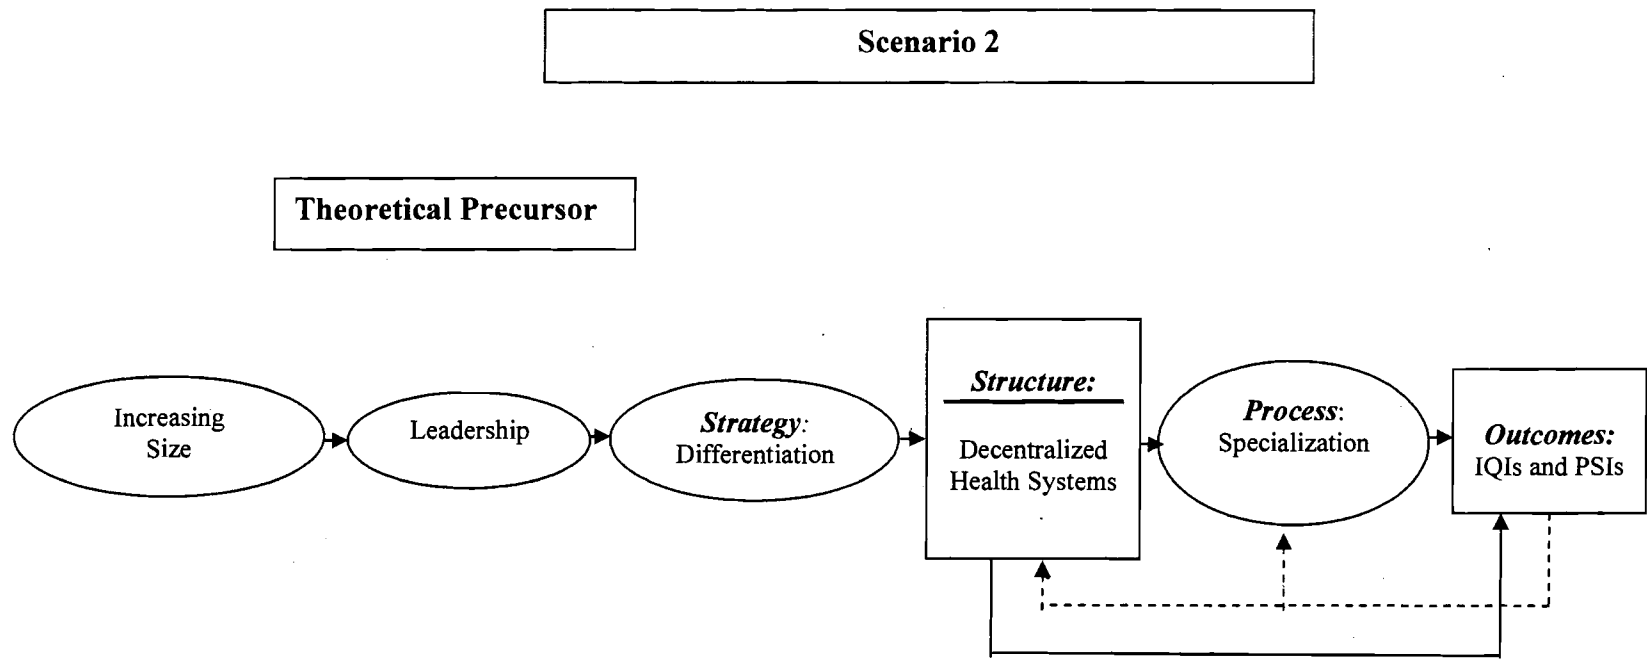 Scenario 2
Theoretical Precursor
Increasing
Size
Leadership
Strategy:
Differentiation
Structure:
Decentralized
Health Systems
Process:
Specialization
Outcomes:
IQIs and PSIs